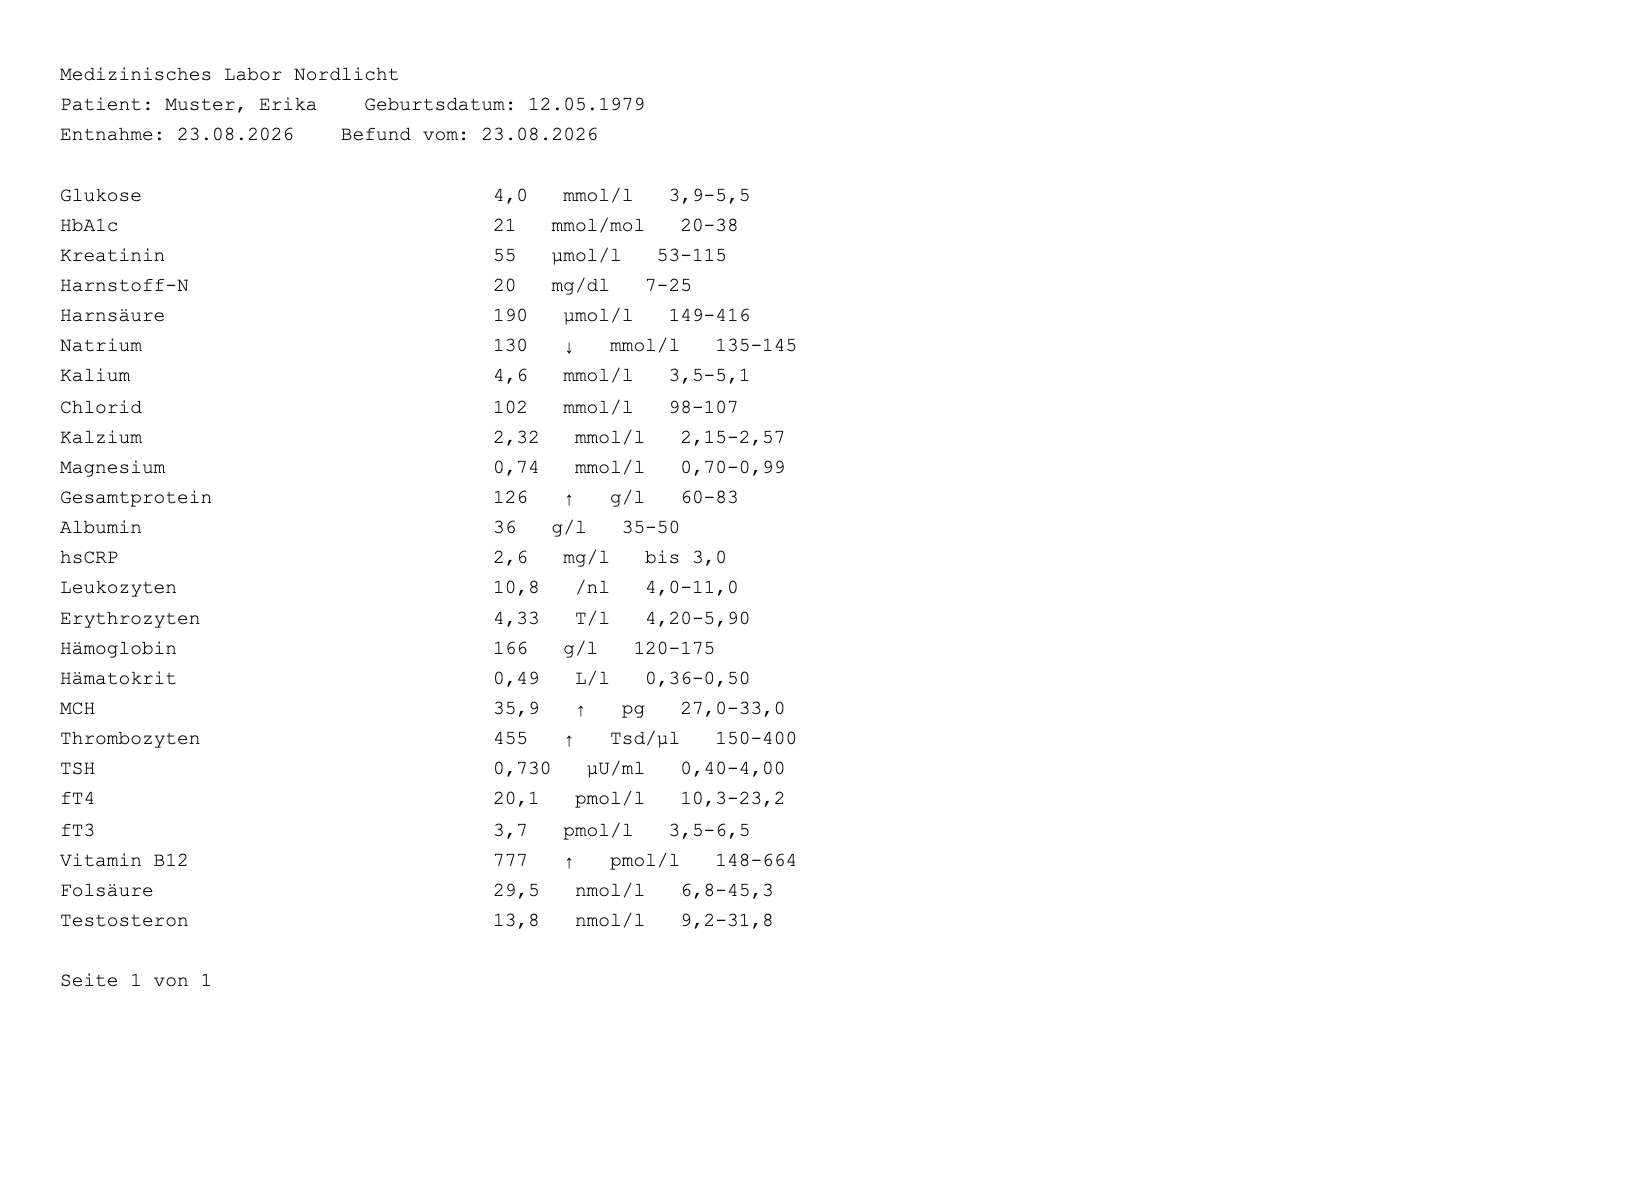 Medizinisches Labor Nordlicht
Patient: Muster, Erika    Geburtsdatum: 12.05.1979
Entnahme: 23.08.2026    Befund vom: 23.08.2026
Glukose    4,0   mmol/l   3,9-5,5
HbA1c    21   mmol/mol   20-38
Kreatinin    55   µmol/l   53-115
Harnstoff-N    20   mg/dl   7-25
Harnsäure    190   µmol/l   149-416
Natrium    130   ↓   mmol/l   135-145
Kalium    4,6   mmol/l   3,5-5,1
Chlorid    102   mmol/l   98-107
Kalzium    2,32   mmol/l   2,15-2,57
Magnesium    0,74   mmol/l   0,70-0,99
Gesamtprotein    126   ↑   g/l   60-83
Albumin    36   g/l   35-50
hsCRP    2,6   mg/l   bis 3,0
Leukozyten    10,8   /nl   4,0-11,0
Erythrozyten    4,33   T/l   4,20-5,90
Hämoglobin    166   g/l   120-175
Hämatokrit    0,49   L/l   0,36-0,50
MCH    35,9   ↑   pg   27,0-33,0
Thrombozyten    455   ↑   Tsd/µl   150-400
TSH    0,730   µU/ml   0,40-4,00
fT4    20,1   pmol/l   10,3-23,2
fT3    3,7   pmol/l   3,5-6,5
Vitamin B12    777   ↑   pmol/l   148-664
Folsäure    29,5   nmol/l   6,8-45,3
Testosteron    13,8   nmol/l   9,2-31,8
Seite 1 von 1